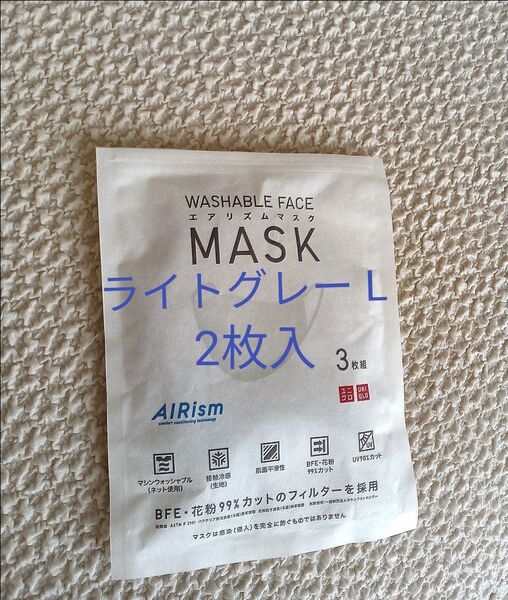 WASHABLE FACE
エアリズムマスク
MASK
ライトグレー L
2枚入
3枚組
ユニクロ UNIQLO
AIRism
comfort conditioning technology
マシンウォッシャブル (ネット使用)
接触冷感 (生地)
肌面平滑性
BFE・花粉 99%カット
UV90%カット
BFE・花粉99%カットのフィルターを採用
マスクは感染(侵入)を完全に防ぐものではありません